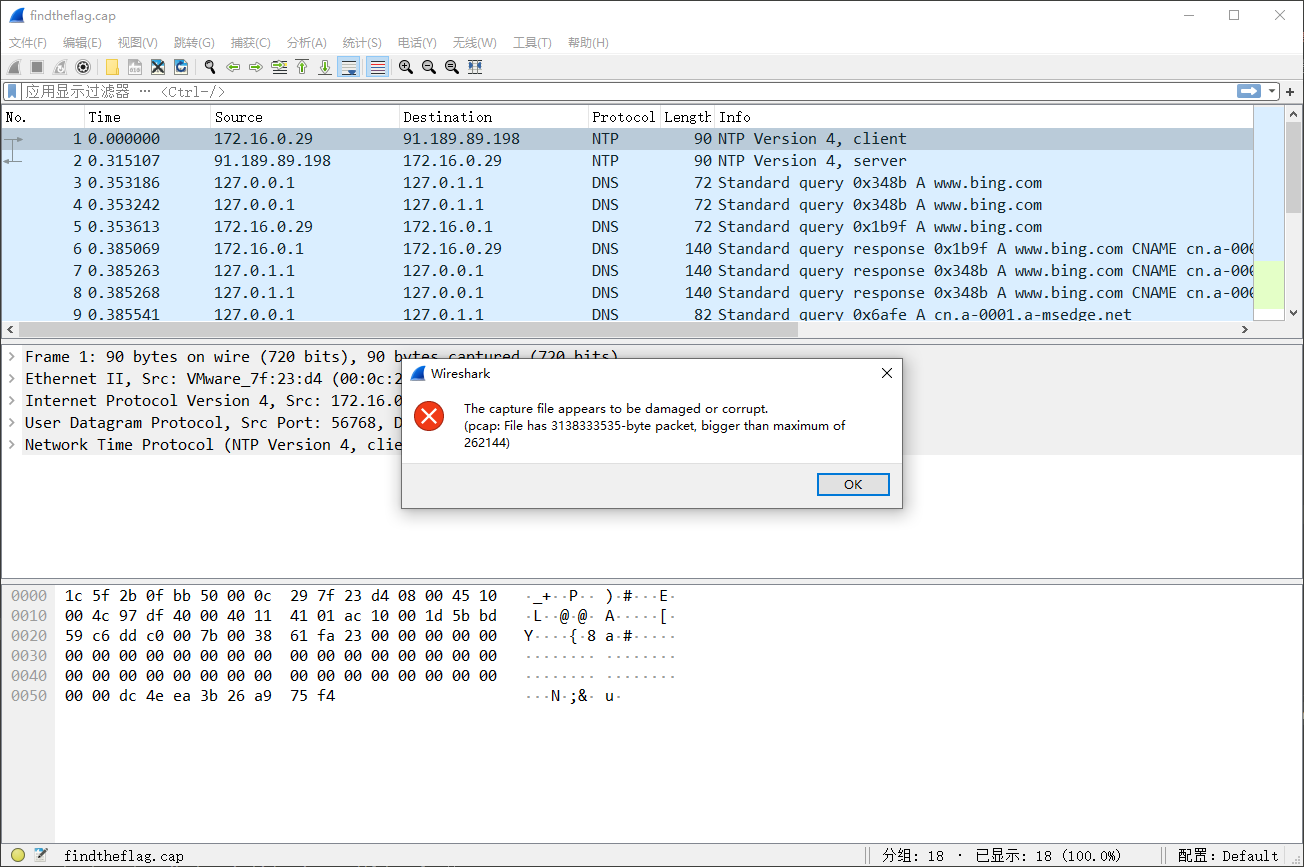 findtheflag.cap
文件(F) 编辑(E) 视图(V) 跳转(G) 捕获(C) 分析(A) 统计(S) 电话(Y) 无线(W) 工具(T) 帮助(H)
应用显示过滤器 … <Ctrl-/>
No. Time Source Destination Protocol Length Info
1 0.000000 172.16.0.29 91.189.89.198 NTP 90 NTP Version 4, client
2 0.315107 91.189.89.198 172.16.0.29 NTP 90 NTP Version 4, server
3 0.353186 127.0.0.1 127.0.1.1 DNS 72 Standard query 0x348b A www.bing.com
4 0.353242 127.0.0.1 127.0.1.1 DNS 72 Standard query 0x348b A www.bing.com
5 0.353613 172.16.0.29 172.16.0.1 DNS 72 Standard query 0x1b9f A www.bing.com
6 0.385069 172.16.0.1 172.16.0.29 DNS 140 Standard query response 0x1b9f A www.bing.com CNAME cn.a-000
7 0.385263 127.0.1.1 127.0.0.1 DNS 140 Standard query response 0x348b A www.bing.com CNAME cn.a-000
8 0.385268 127.0.1.1 127.0.0.1 DNS 140 Standard query response 0x348b A www.bing.com CNAME cn.a-000
9 0.385541 127.0.0.1 127.0.1.1 DNS 82 Standard query 0x6afe A cn.a-0001.a-msedge.net
Frame 1: 90 bytes on wire (720 bits), 90 bytes captured (720 bits)
Ethernet II, Src: VMware_7f:23:d4 (00:0c:2
Internet Protocol Version 4, Src: 172.16.0
User Datagram Protocol, Src Port: 56768, D
Network Time Protocol (NTP Version 4, clie
Wireshark
The capture file appears to be damaged or corrupt.
(pcap: File has 3138333535-byte packet, bigger than maximum of
262144)
OK
0000 1c 5f 2b 0f bb 50 00 0c 29 7f 23 d4 08 00 45 10 ·_+··P·· )·#···E·
0010 00 4c 97 df 40 00 40 11 41 01 ac 10 00 1d 5b bd ·L··@·@· A·····[·
0020 59 c6 dd c0 00 7b 00 38 61 fa 23 00 00 00 00 00 Y····{·8 a·#·····
0030 00 00 00 00 00 00 00 00 00 00 00 00 00 00 00 00 ········ ········
0040 00 00 00 00 00 00 00 00 00 00 00 00 00 00 00 00 ········ ········
0050 00 00 dc 4e ea 3b 26 a9 75 f4 ···N·;&· u·
findtheflag.cap 分组: 18 · 已显示: 18 (100.0%) 配置: Default